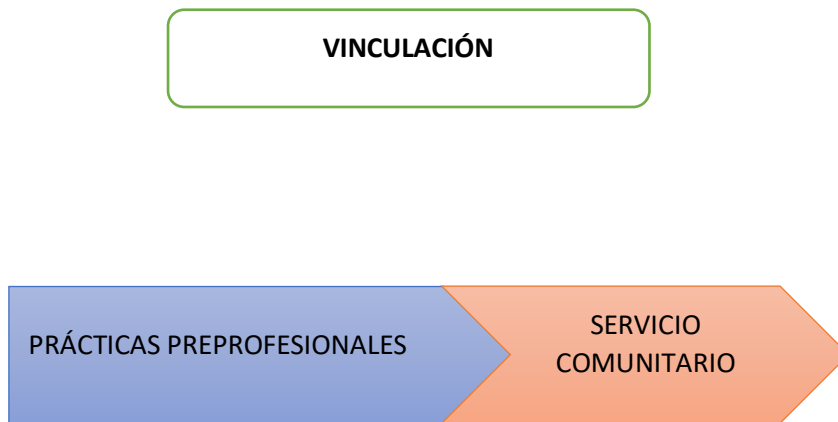 VINCULACIÓN
PRÁCTICAS PREPROFESIONALES
SERVICIO
COMUNITARIO